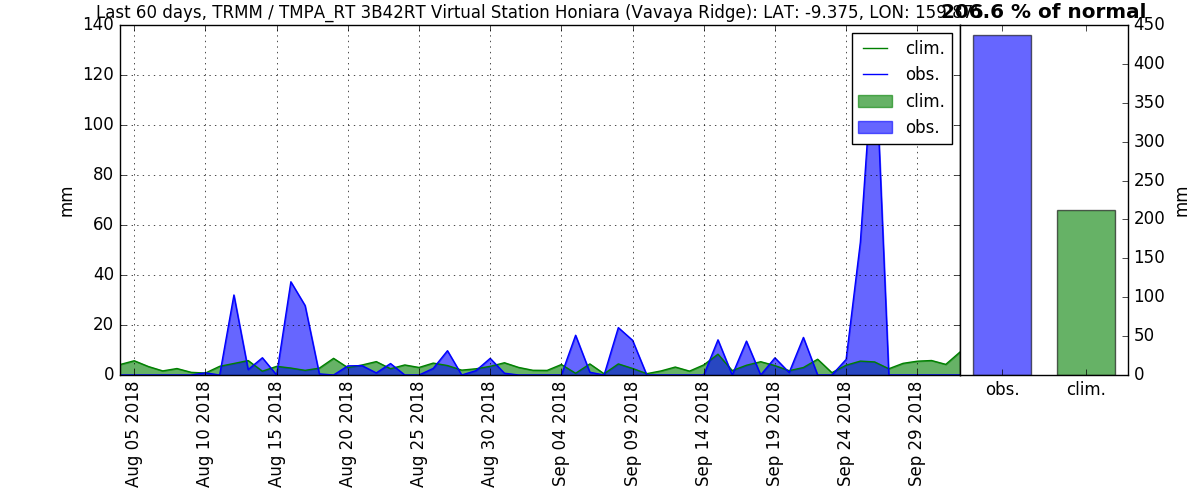 Last 60 days, TRMM / TMPA_RT 3B42RT Virtual Station Honiara (Vavaya Ridge): LAT: -9.375, LON:
206.6 % of normal
140
120
100
80
60
40
20
0
mm
clim.
obs.
clim.
obs.
450
400
350
300
250
200
150
100
50
0
mm
obs.
clim.
Aug 05 2018
Aug 10 2018
Aug 15 2018
Aug 20 2018
Aug 25 2018
Aug 30 2018
Sep 04 2018
Sep 09 2018
Sep 14 2018
Sep 19 2018
Sep 24 2018
Sep 29 2018